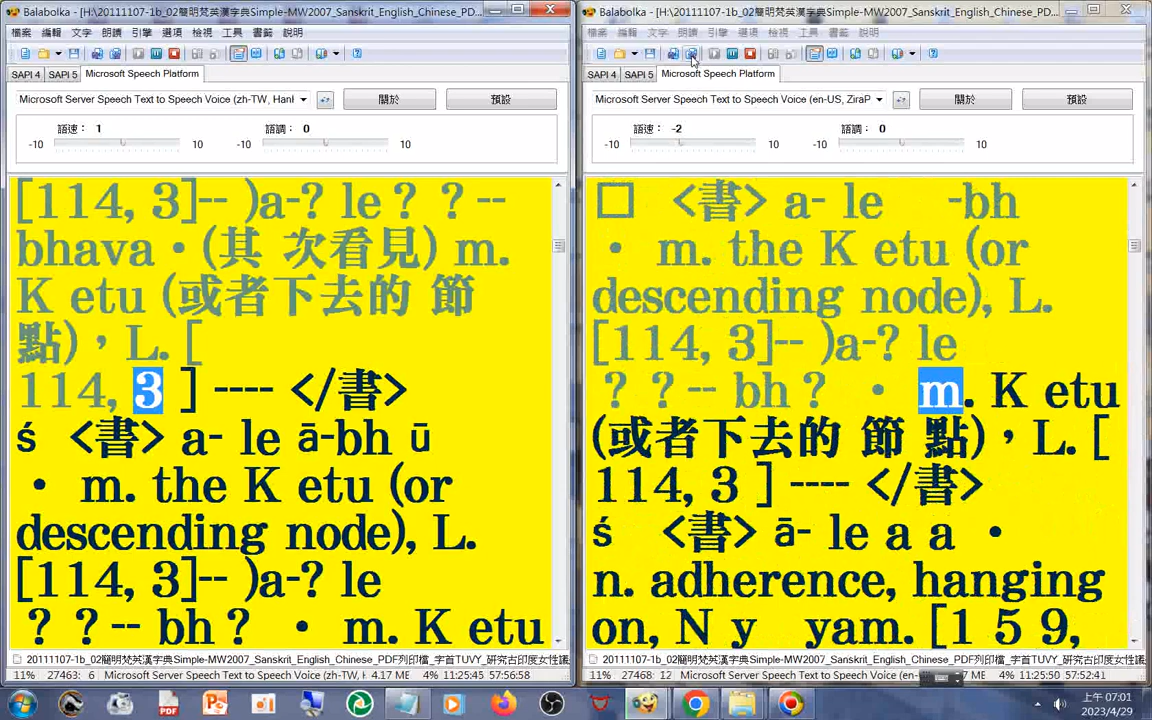 Balabolka - [H:\20111107-1b_02簡明梵英漢字典Simple-MW2007_Sanskrit_English_Chinese_PD...
檔案 編輯 文字 朗讀 引擎 選項 檢視 工具 書籤 說明
SAPI 4 SAPI 5 Microsoft Speech Platform
Microsoft Server Speech Text to Speech Voice (zh-TW, Hanl 關於 預設
語速： 1 語調： 0
-10 10 -10 10
[114, 3]-- )a-? le ? ? --
bhava • (其 次看見) m.
K etu (或者下去的 節
點)，L. [
114, 3 ] ---- </書>
ś <書> a- le ā-bh ū
• m. the K etu (or
descending node), L.
[114, 3]-- )a-? le
? ? -- bh ? • m. K etu
20111107-1b_02簡明梵英漢字典Simple-MW2007_Sanskrit_English_Chinese_PDF列印檔_字首TUVY_研究古印度女性議
11% 27463: 6 Microsoft Server Speech Text to Speech Voice (zh-TW, H 4.17 ME 4% 11:25:45 57:56:58
Balabolka - [H:\20111107-1b_02簡明梵英漢字典Simple-MW2007_Sanskrit_English_Chinese_PDF...
檔案 編輯 文字 朗讀 引擎 選項 檢視 工具 書籤 說明
SAPI 4 SAPI 5 Microsoft Speech Platform
Microsoft Server Speech Text to Speech Voice (en-US, ZiraP 關於 預設
語速： -2 語調： 0
-10 10 -10 10
□ <書> a- le -bh
• m. the K etu (or
descending node), L.
[114, 3]-- )a-? le
? ? -- bh ? • m. K etu
(或者下去的 節 點)，L. [
114, 3 ] ---- </書>
ś <書> ā- le a a •
n. adherence, hanging
on, N y yam. [1 5 9,
20111107-1b_02簡明梵英漢字典Simple-MW2007_Sanskrit_English_Chinese_PDF列印檔_字首TUVY_研究古印度女性議
11% 27468: 12 Microsoft Server Speech Text to Speech Voice (en- ME 4% 11:25:50 57:52:41
上午 07:01
2023/4/29